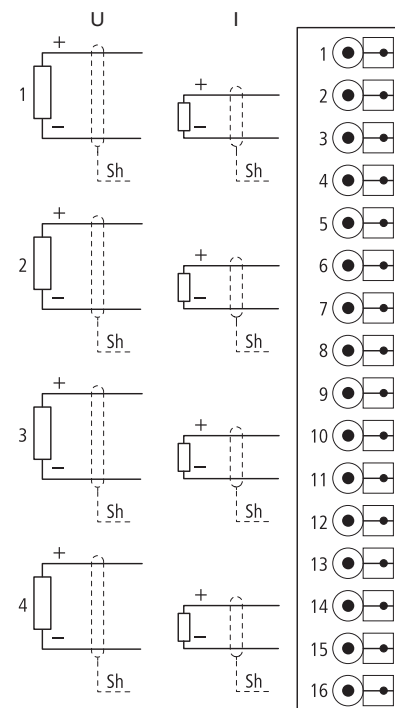 U I
+ 1
1 + 2
– – 3
Sh Sh 4
+ 5
2 + 6
– – 7
Sh Sh 8
+ 9
3 + 10
– – 11
Sh Sh 12
+ 13
4 + 14
– – 15
Sh Sh 16